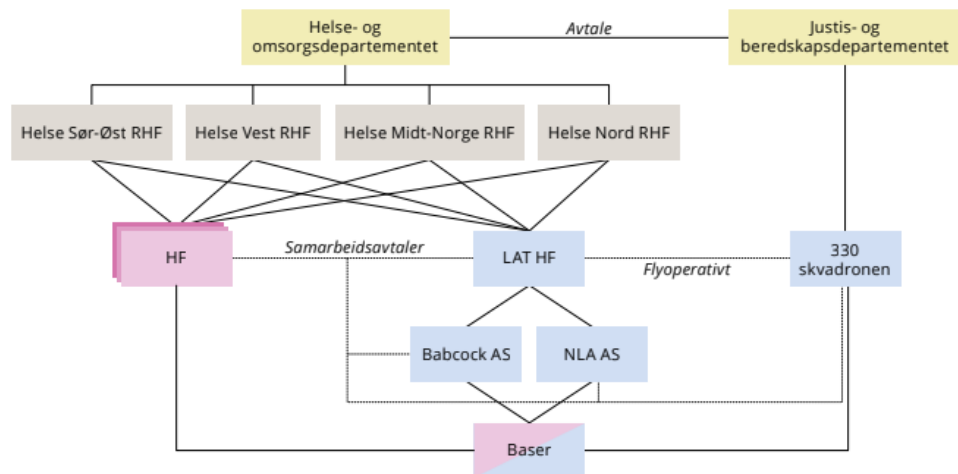 Helse- og
omsorgsdepartementet
Avtale
Justis- og
beredskapsdepartementet
Helse Sør-Øst RHF
Helse Vest RHF
Helse Midt-Norge RHF
Helse Nord RHF
HF
Samarbeidsavtaler
LAT HF
Flyoperativt
330
skvadronen
Babcock AS
NLA AS
Baser